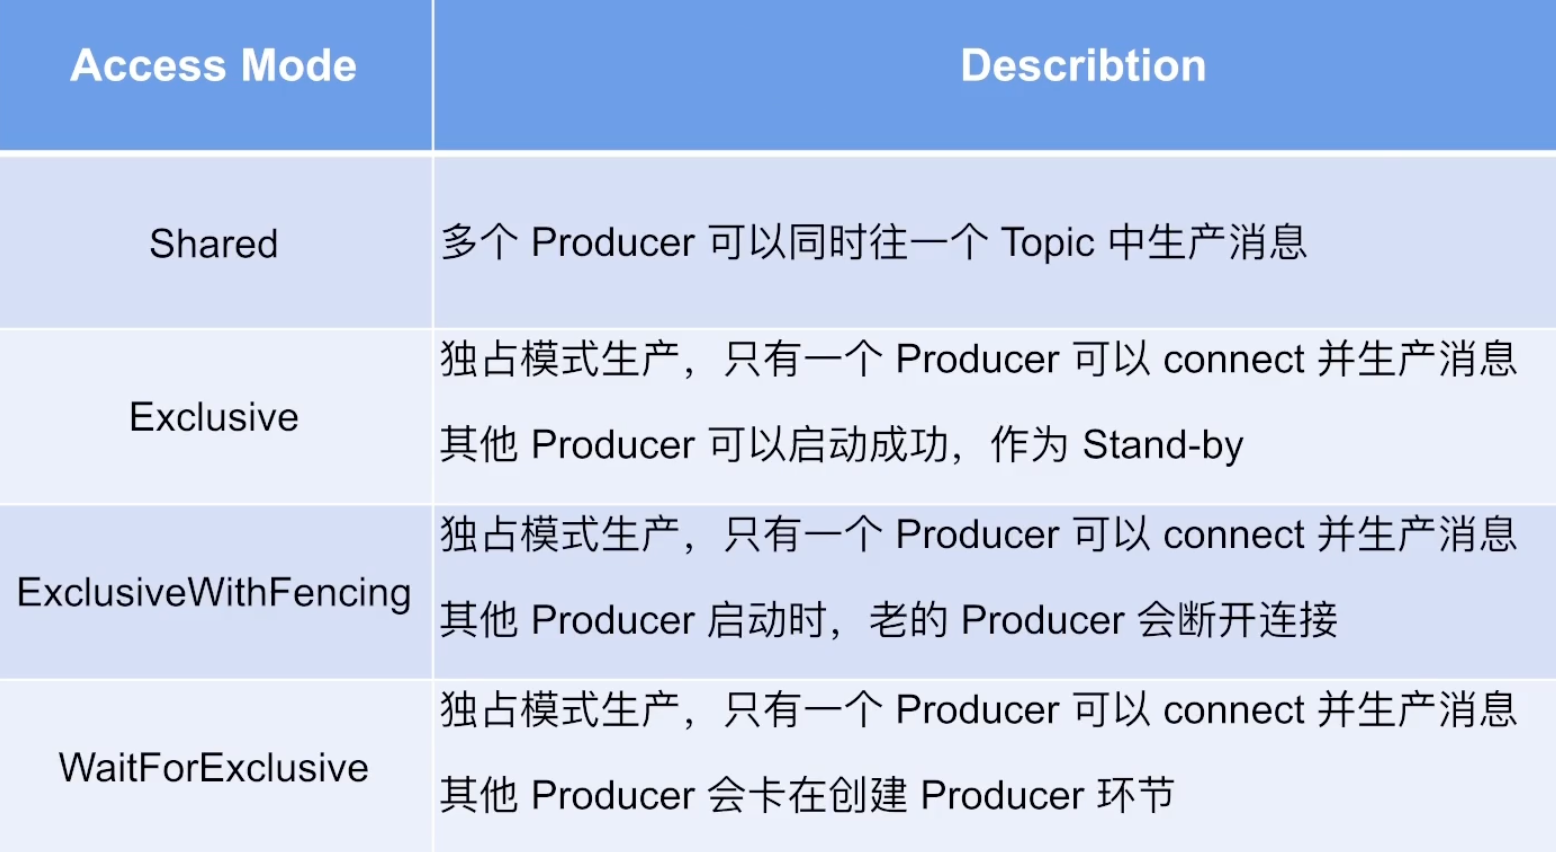 Access Mode
Describtion
Shared
多个 Producer 可以同时往一个 Topic 中生产消息
Exclusive
独占模式生产，只有一个 Producer 可以 connect 并生产消息
其他 Producer 可以启动成功，作为 Stand-by
ExclusiveWithFencing
独占模式生产，只有一个 Producer 可以 connect 并生产消息
其他 Producer 启动时，老的 Producer 会断开连接
WaitForExclusive
独占模式生产，只有一个 Producer 可以 connect 并生产消息
其他 Producer 会卡在创建 Producer 环节